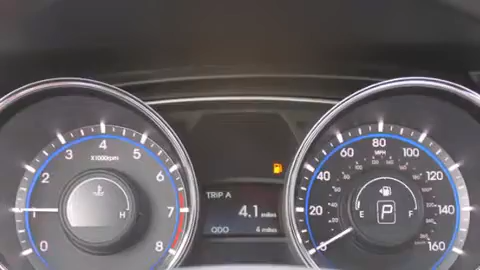 0 1 2 3 4 5 6 7 8
x1000rpm
H
TRIP A
4.1 miles
ODO 4 miles
0 20 40 60 80 100 120 140 160
MPH
E F
P